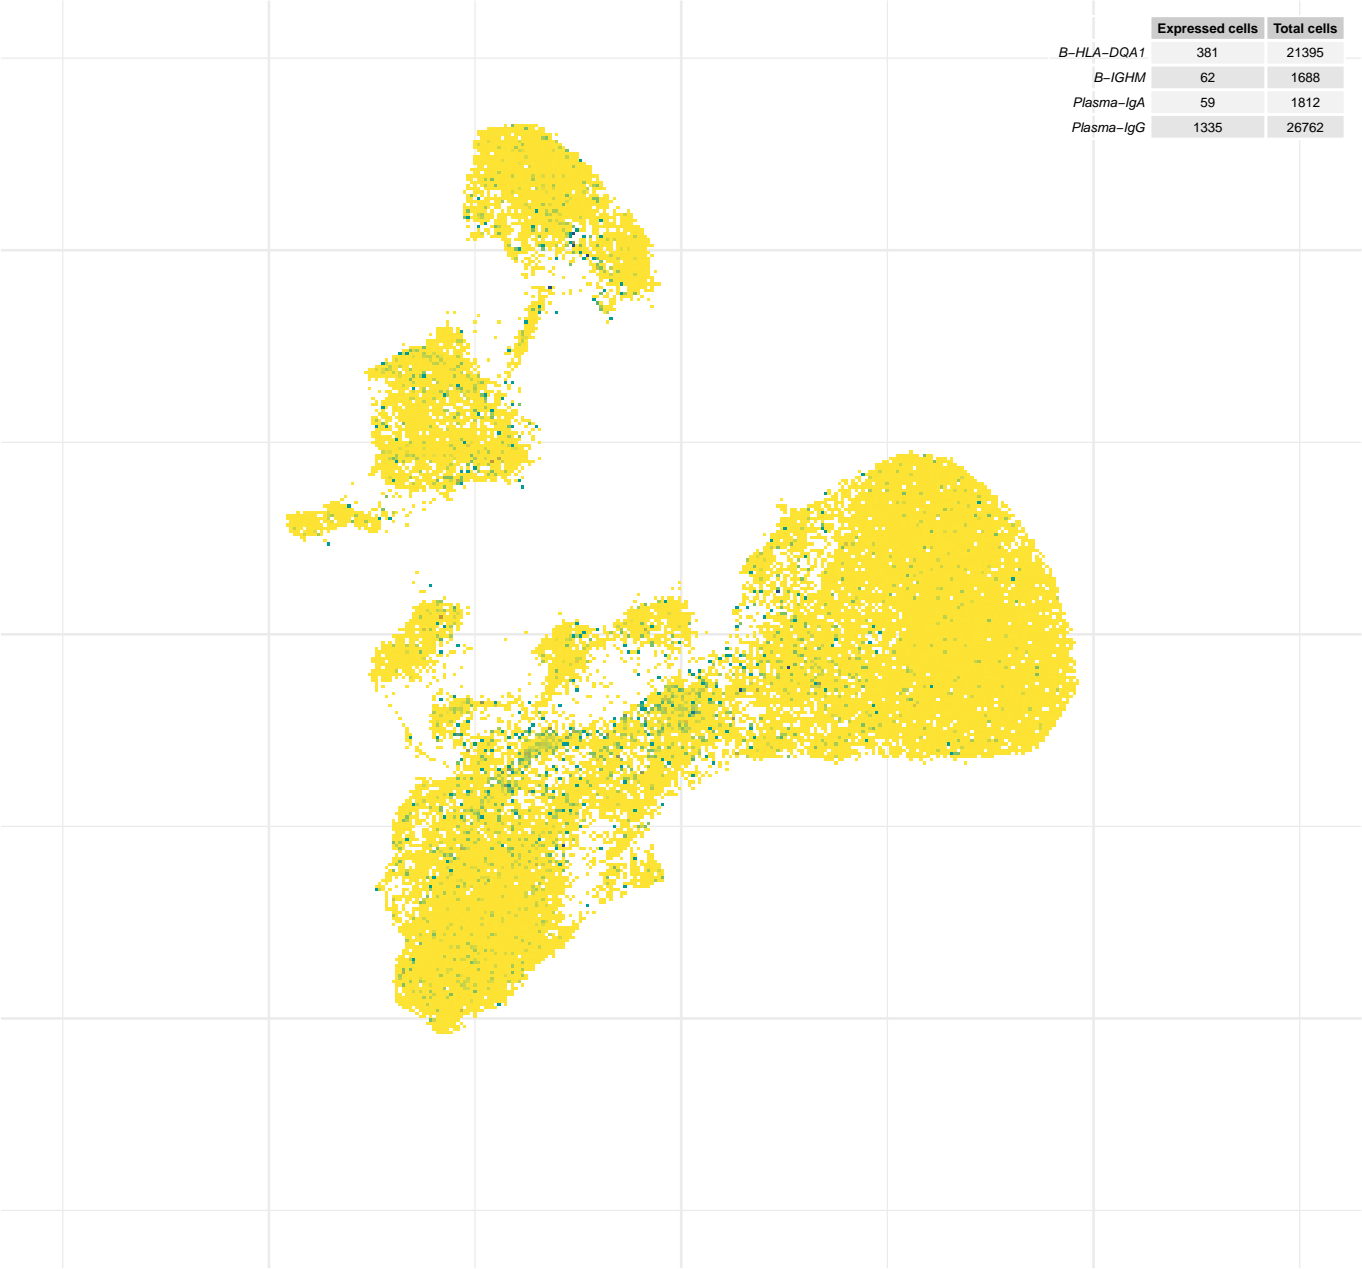 Expressed cells Total cells
B−HLA−DQA1 381 21395
B−IGHM 62 1688
Plasma−IgA 59 1812
Plasma−IgG 1335 26762